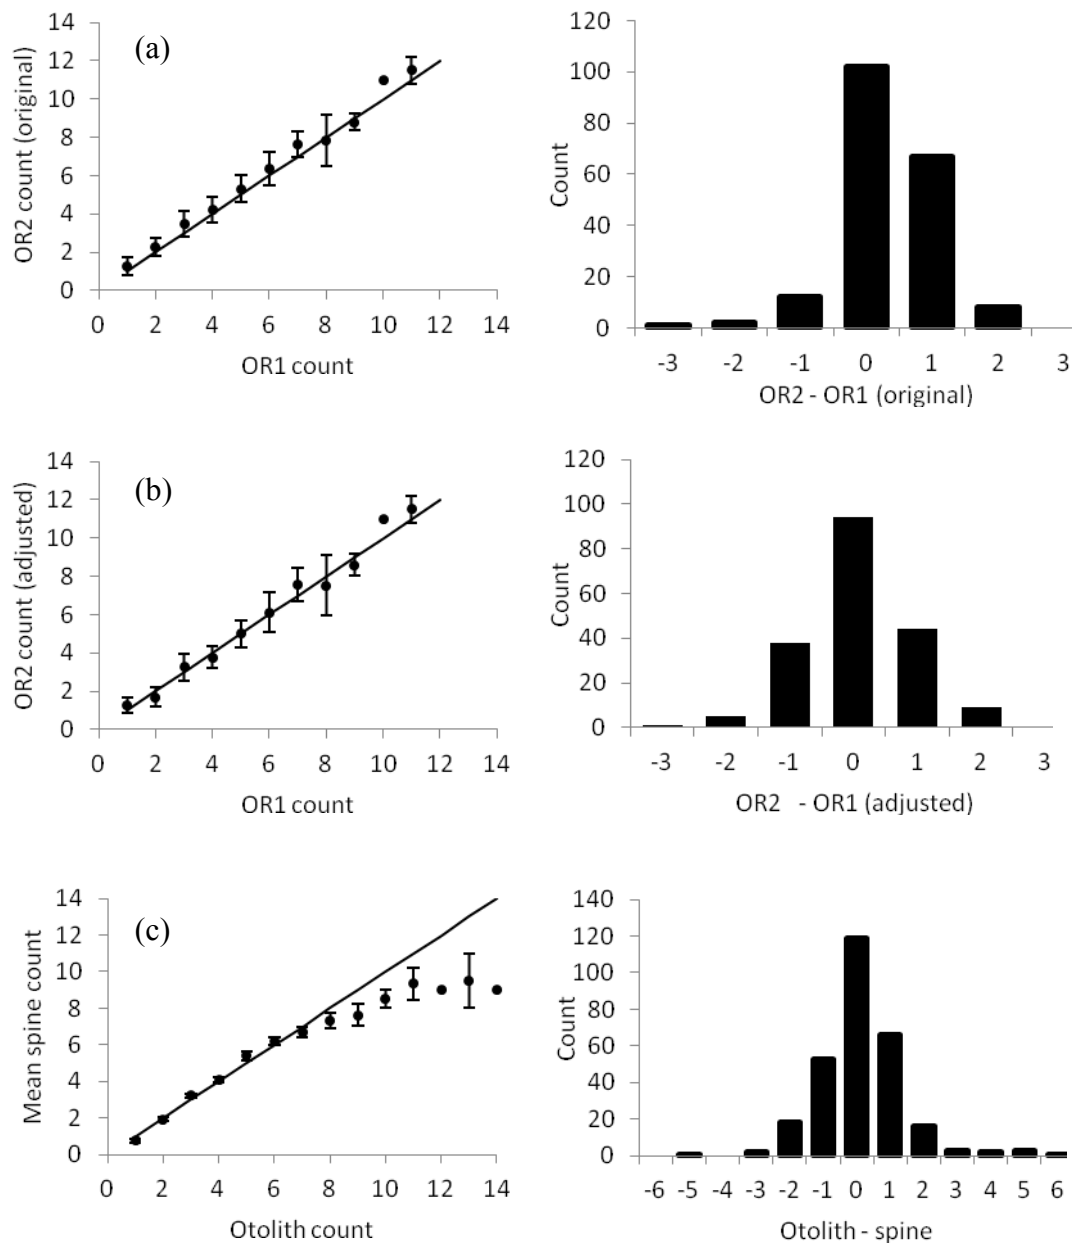 (a)
OR2 count (original)
14
12
10
8
6
4
2
0
0 2 4 6 8 10 12 14
OR1 count
Count
120
100
80
60
40
20
0
-3 -2 -1 0 1 2 3
OR2 - OR1 (original)
(b)
OR2 count (adjusted)
14
12
10
8
6
4
2
0
0 2 4 6 8 10 12 14
OR1 count
Count
120
100
80
60
40
20
0
-3 -2 -1 0 1 2 3
OR2 - OR1 (adjusted)
(c)
Mean spine count
14
12
10
8
6
4
2
0
0 2 4 6 8 10 12 14
Otolith count
Count
140
120
100
80
60
40
20
0
-6 -5 -4 -3 -2 -1 0 1 2 3 4 5 6
Otolith - spine